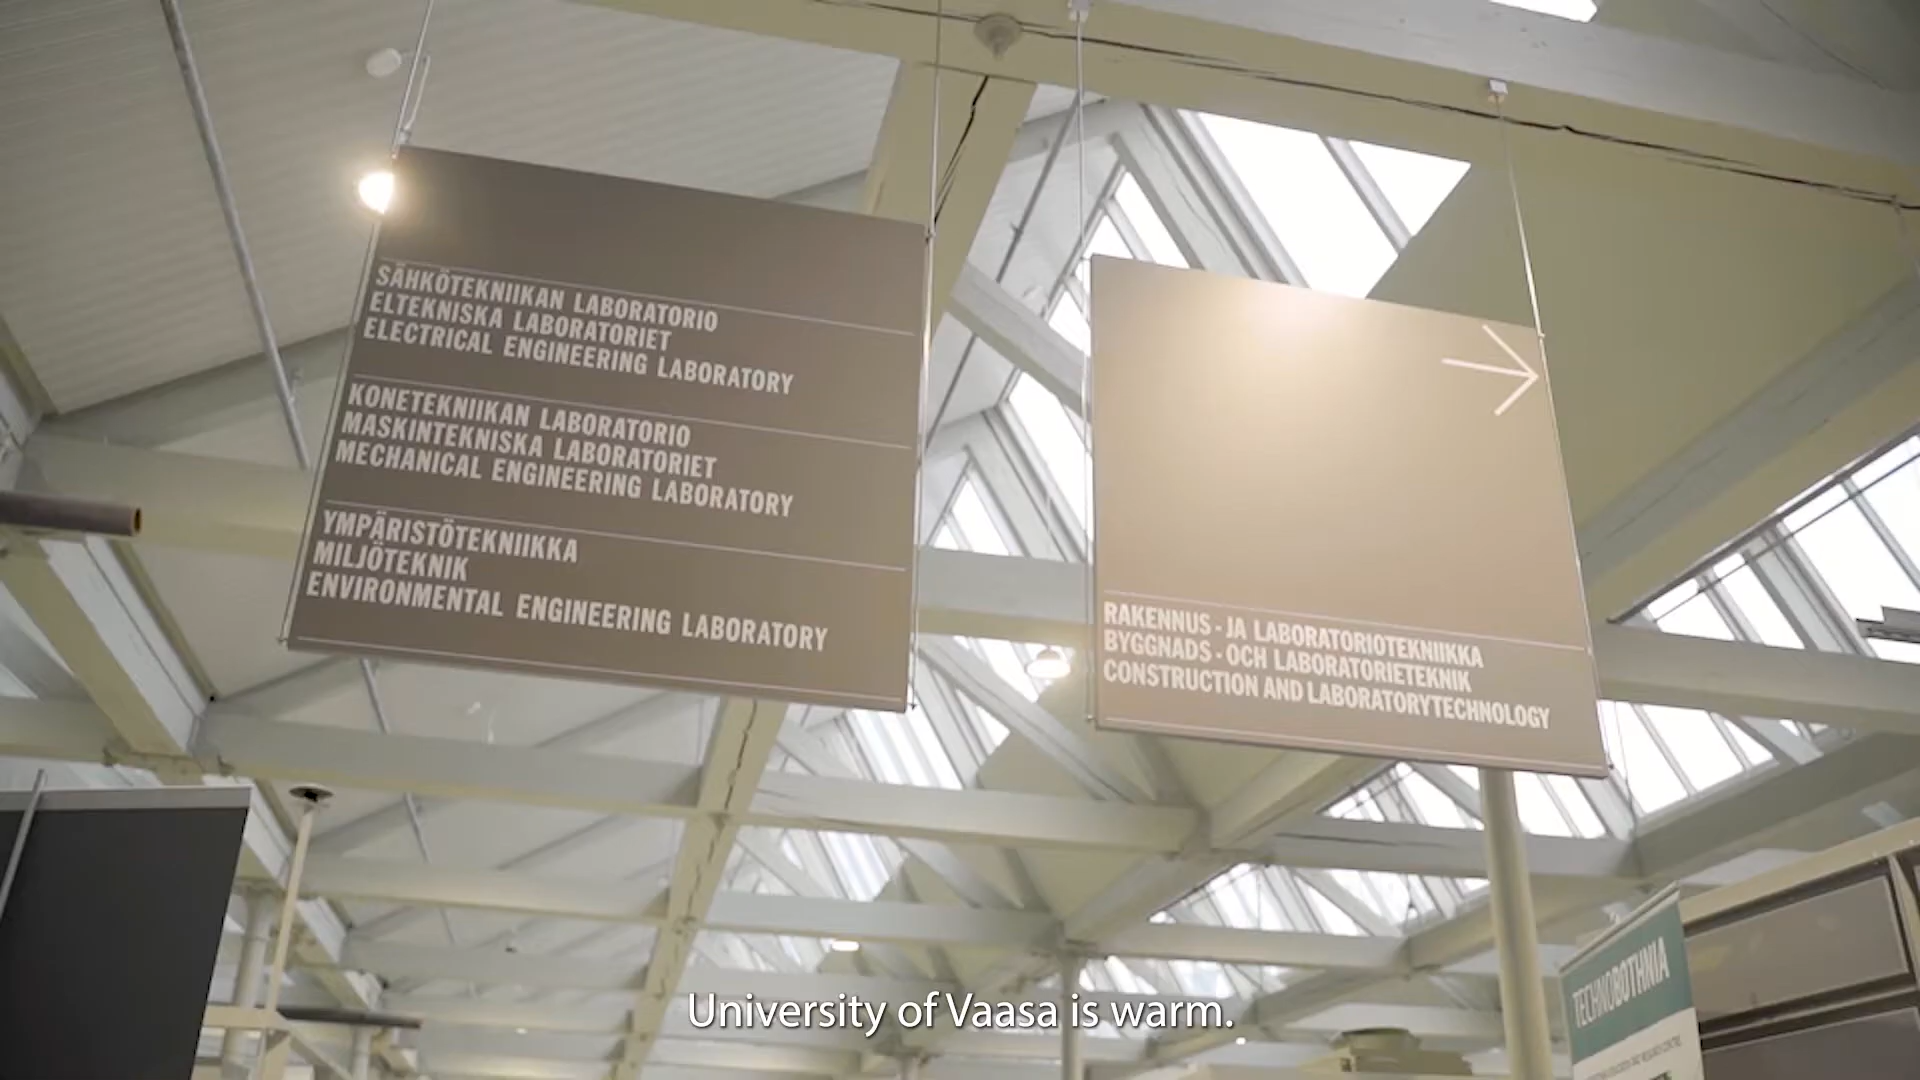 SÄHKÖTEKNIIKAN LABORATORIO
ELTEKNISKA LABORATORIET
ELECTRICAL ENGINEERING LABORATORY
KONETEKNIIKAN LABORATORIO
MASKINTEKNISKA LABORATORIET
MECHANICAL ENGINEERING LABORATORY
YMPÄRISTÖTEKNIIKKA
MILJÖTEKNIK
ENVIRONMENTAL ENGINEERING LABORATORY
RAKENNUS - JA LABORATORIOTEKNIIKKA
BYGGNADS - OCH LABORATORIETEKNIK
CONSTRUCTION AND LABORATORYTECHNOLOGY
TECHNOBOTHNIA
University of Vaasa is warm.